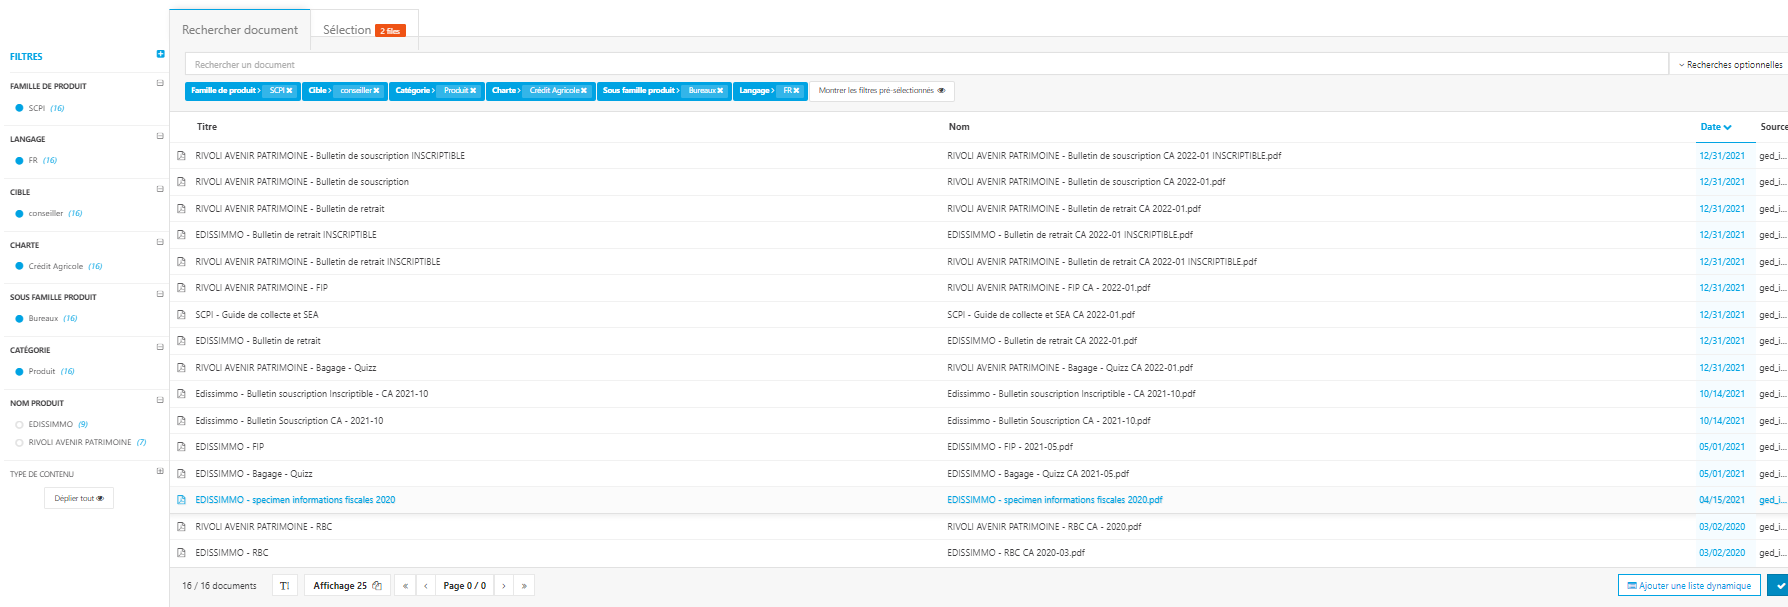 Rechercher document
Sélection 2 files
FILTRES
Rechercher un document
Recherches optionnelles
Famille de produit > SCPI ✖ Cible > conseiller ✖ Catégorie > Produit ✖ Charte > Crédit Agricole ✖ Sous famille produit > Bureaux ✖ Langage > FR ✖ Montrer les filtres pré-sélectionnés
FAMILLE DE PRODUIT
SCPI (16)
LANGAGE
FR (16)
CIBLE
conseiller (16)
CHARTE
Crédit Agricole (16)
SOUS FAMILLE PRODUIT
Bureaux (16)
CATÉGORIE
Produit (16)
NOM PRODUIT
EDISSIMMO (9)
RIVOLI AVENIR PATRIMOINE (7)
TYPE DE CONTENU
Déplier tout
Titre Nom Date Source
RIVOLI AVENIR PATRIMOINE - Bulletin de souscription INSCRIPTIBLE RIVOLI AVENIR PATRIMOINE - Bulletin de souscription CA 2022-01 INSCRIPTIBLE.pdf 12/31/2021 ged_i...
RIVOLI AVENIR PATRIMOINE - Bulletin de souscription RIVOLI AVENIR PATRIMOINE - Bulletin de souscription CA 2022-01.pdf 12/31/2021 ged_i...
RIVOLI AVENIR PATRIMOINE - Bulletin de retrait RIVOLI AVENIR PATRIMOINE - Bulletin de retrait CA 2022-01.pdf 12/31/2021 ged_i...
EDISSIMMO - Bulletin de retrait INSCRIPTIBLE EDISSIMMO - Bulletin de retrait CA 2022-01 INSCRIPTIBLE.pdf 12/31/2021 ged_i...
RIVOLI AVENIR PATRIMOINE - Bulletin de retrait INSCRIPTIBLE RIVOLI AVENIR PATRIMOINE - Bulletin de retrait CA 2022-01 INSCRIPTIBLE.pdf 12/31/2021 ged_i...
RIVOLI AVENIR PATRIMOINE - FIP RIVOLI AVENIR PATRIMOINE - FIP CA - 2022-01.pdf 12/31/2021 ged_i...
SCPI - Guide de collecte et SEA SCPI - Guide de collecte et SEA CA 2022-01.pdf 12/31/2021 ged_i...
EDISSIMMO - Bulletin de retrait EDISSIMMO - Bulletin de retrait CA 2022-01.pdf 12/31/2021 ged_i...
RIVOLI AVENIR PATRIMOINE - Bagage - Quizz RIVOLI AVENIR PATRIMOINE - Bagage - Quizz CA 2022-01.pdf 12/31/2021 ged_i...
Edissimmo - Bulletin souscription Inscriptible - CA 2021-10 Edissimmo - Bulletin souscription Inscriptible - CA 2021-10.pdf 10/14/2021 ged_i...
Edissimmo - Bulletin Souscription CA - 2021-10 Edissimmo - Bulletin Souscription CA - 2021-10.pdf 10/14/2021 ged_i...
EDISSIMMO - FIP EDISSIMMO - FIP - 2021-05.pdf 05/01/2021 ged_i...
EDISSIMMO - Bagage - Quizz EDISSIMMO - Bagage - Quizz CA 2021-05.pdf 05/01/2021 ged_i...
EDISSIMMO - specimen informations fiscales 2020 EDISSIMMO - specimen informations fiscales 2020.pdf 04/15/2021 ged_i...
RIVOLI AVENIR PATRIMOINE - RBC RIVOLI AVENIR PATRIMOINE - RBC CA - 2020.pdf 03/02/2020 ged_i...
EDISSIMMO - RBC EDISSIMMO - RBC CA 2020-03.pdf 03/02/2020 ged_i...
16 / 16 documents Affichage 25 « ‹ Page 0 / 0 › » Ajouter une liste dynamique